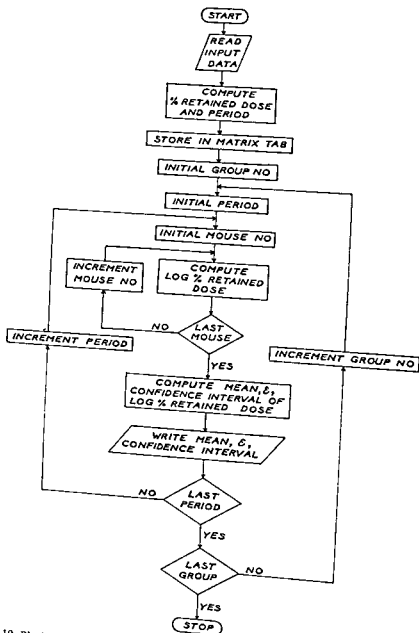 START
READ
INPUT
DATA
COMPUTE
% RETAINED DOSE
AND PERIOD
STORE IN MATRIX TAB
INITIAL GROUP NO
INITIAL PERIOD
INITIAL MOUSE NO
INCREMENT
MOUSE NO
COMPUTE
LOG % RETAINED
DOSE
NO
LAST
MOUSE
INCREMENT PERIOD
INCREMENT GROUP NO
YES
COMPUTE MEAN, &,
CONFIDENCE INTERVAL OF
LOG % RETAINED DOSE
WRITE MEAN, &,
CONFIDENCE INTERVAL
NO
LAST
PERIOD
YES
LAST
GROUP
NO
YES
STOP